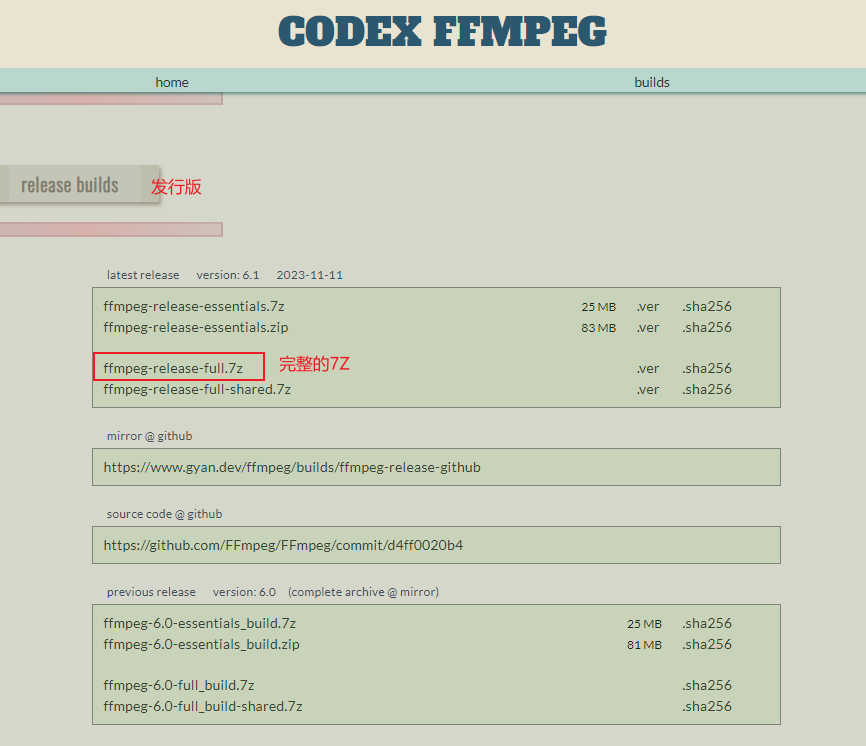 CODEX FFMPEG
home builds
release builds 发行版
latest release version: 6.1 2023-11-11
ffmpeg-release-essentials.7z 25 MB .ver .sha256
ffmpeg-release-essentials.zip 83 MB .ver .sha256
ffmpeg-release-full.7z 完整的7Z .ver .sha256
ffmpeg-release-full-shared.7z .ver .sha256
mirror @ github
https://www.gyan.dev/ffmpeg/builds/ffmpeg-release-github
source code @ github
https://github.com/FFmpeg/FFmpeg/commit/d4ff0020b4
previous release version: 6.0 (complete archive @ mirror)
ffmpeg-6.0-essentials_build.7z 25 MB .sha256
ffmpeg-6.0-essentials_build.zip 81 MB .sha256
ffmpeg-6.0-full_build.7z .sha256
ffmpeg-6.0-full_build-shared.7z .sha256